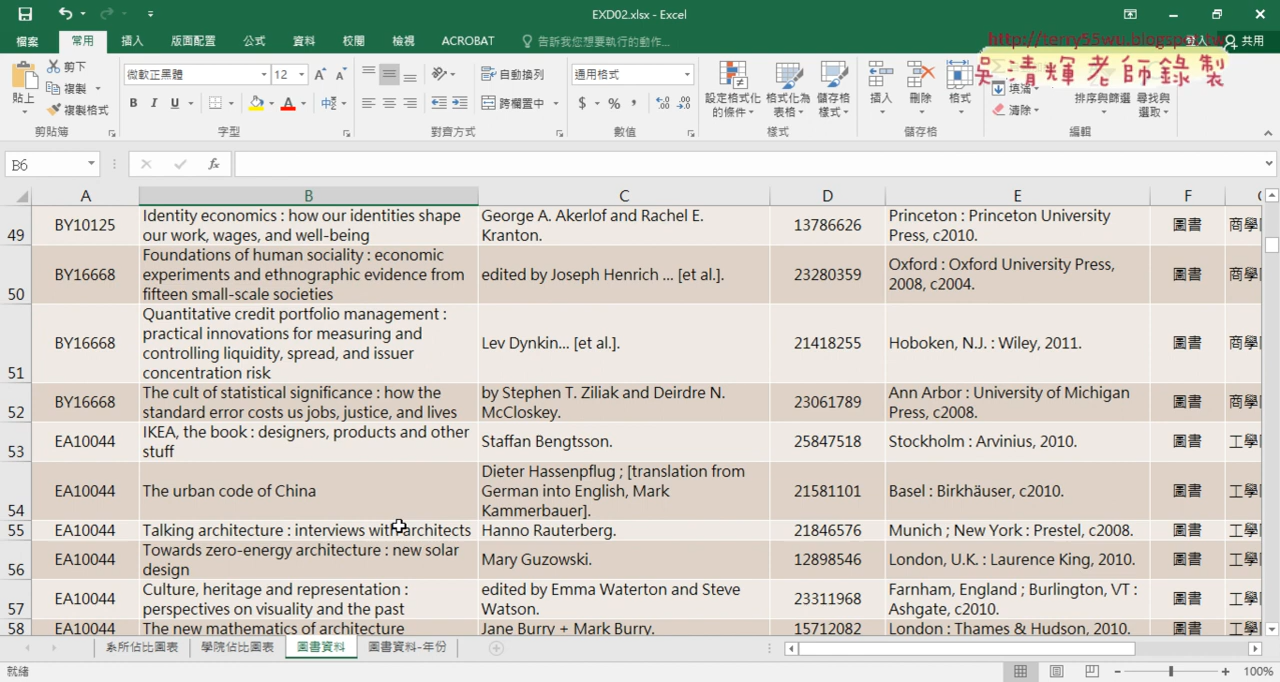 EXD02.xlsx - Excel
http://terry55wu.blogspot.tw
吳清輝老師錄製
檔案 常用 插入 版面配置 公式 資料 校閱 檢視 ACROBAT 告訴我您想要執行的動作... 登入 共用
貼上 剪下 複製 複製格式 剪貼簿
微軟正黑體 12 B I U 字型
自動換列 跨欄置中 對齊方式
通用格式 $ % , 數值
設定格式化的條件 格式化為表格 儲存格樣式 樣式
插入 刪除 格式 儲存格
填滿 清除 排序與篩選 尋找與選取 編輯
B6 fx
A B C D E F
49 BY10125 Identity economics : how our identities shape our work, wages, and well-being George A. Akerlof and Rachel E. Kranton. 13786626 Princeton : Princeton University Press, c2010. 圖書 商學
50 BY16668 Foundations of human sociality : economic experiments and ethnographic evidence from fifteen small-scale societies edited by Joseph Henrich ... [et al.]. 23280359 Oxford : Oxford University Press, 2008, c2004. 圖書 商學
51 BY16668 Quantitative credit portfolio management : practical innovations for measuring and controlling liquidity, spread, and issuer concentration risk Lev Dynkin... [et al.]. 21418255 Hoboken, N.J. : Wiley, 2011. 圖書 商學
52 BY16668 The cult of statistical significance : how the standard error costs us jobs, justice, and lives by Stephen T. Ziliak and Deirdre N. McCloskey. 23061789 Ann Arbor : University of Michigan Press, c2008. 圖書 商學
53 EA10044 IKEA, the book : designers, products and other stuff Staffan Bengtsson. 25847518 Stockholm : Arvinius, 2010. 圖書 工學
54 EA10044 The urban code of China Dieter Hassenpflug ; [translation from German into English, Mark Kammerbauer]. 21581101 Basel : Birkhäuser, c2010. 圖書 工學
55 EA10044 Talking architecture : interviews with architects Hanno Rauterberg. 21846576 Munich ; New York : Prestel, c2008. 圖書 工學
56 EA10044 Towards zero-energy architecture : new solar design Mary Guzowski. 12898546 London, U.K. : Laurence King, 2010. 圖書 工學
57 EA10044 Culture, heritage and representation : perspectives on visuality and the past edited by Emma Waterton and Steve Watson. 23311968 Farnham, England ; Burlington, VT : Ashgate, c2010. 圖書 工學
58 EA10044 The new mathematics of architecture Jane Burry + Mark Burry. 15712082 London : Thames & Hudson, 2010. 圖書 工學
系所佔比圖表 學院佔比圖表 圖書資料 圖書資料-年份
就緒 100%